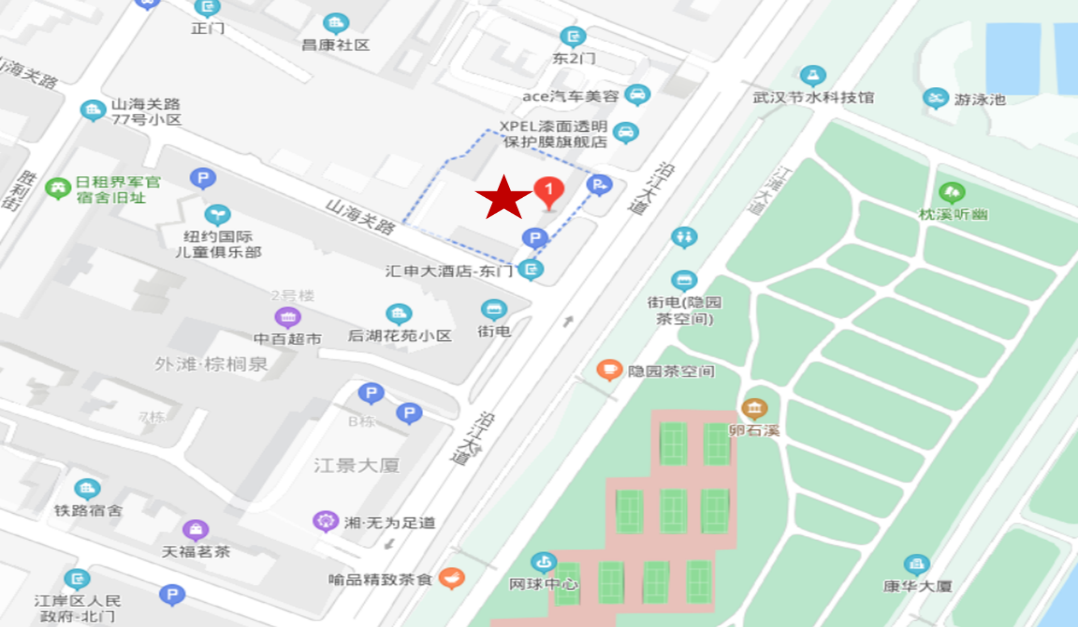 正门
昌康社区
东2门
山海关路
ace汽车美容
武汉节水科技馆
游泳池
山海关路
77号小区
XPEL漆面透明
保护膜旗舰店
日租界军官
宿舍旧址
胜利街
1
沿江大道
江滩大道
枕溪听幽
山海关路
纽约国际
儿童俱乐部
汇申大酒店-东门
2号楼
中百超市
后湖花苑小区
街电
街电(隐园
茶空间)
外滩·棕榈泉
隐园茶空间
7栋
B栋
沿江大道
卵石溪
江景大厦
铁路宿舍
湘·无为足道
天福茗茶
喻品精致茶食
网球中心
康华大厦
江岸区人民
政府-北门
P
P
P
P
P
P